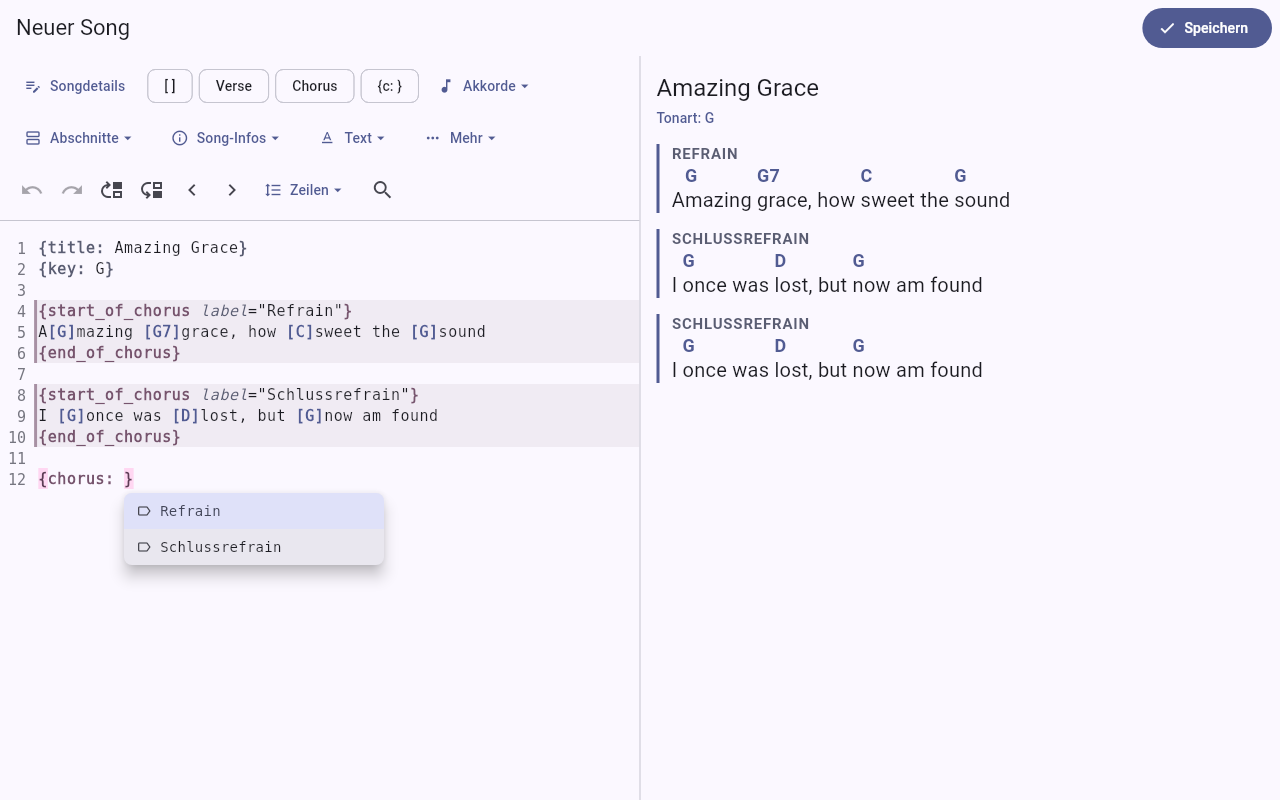 Neuer Song
Speichern
Songdetails
[ ]
Verse
Chorus
{c: }
Akkorde
Abschnitte
Song-Infos
Text
Mehr
Zeilen
1 {title: Amazing Grace}
2 {key: G}
3
4 {start_of_chorus label="Refrain"}
5 A[G]mazing [G7]grace, how [C]sweet the [G]sound
6 {end_of_chorus}
7
8 {start_of_chorus label="Schlussrefrain"}
9 I [G]once was [D]lost, but [G]now am found
10 {end_of_chorus}
11
12 {chorus: }
Refrain
Schlussrefrain
Amazing Grace
Tonart: G
REFRAIN
G G7 C G
Amazing grace, how sweet the sound
SCHLUSSREFRAIN
G D G
I once was lost, but now am found
SCHLUSSREFRAIN
G D G
I once was lost, but now am found